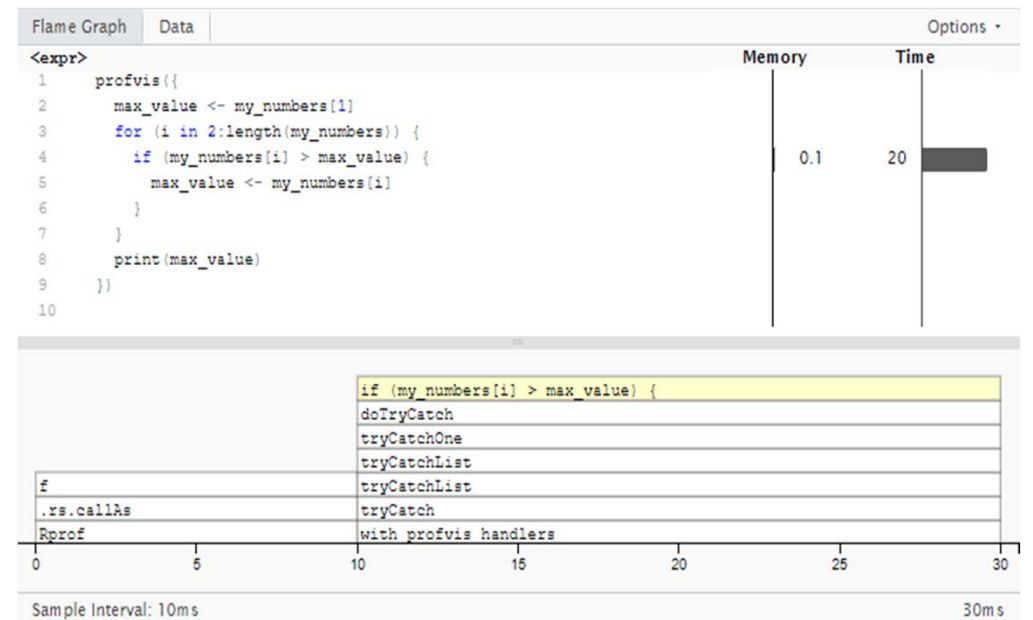 Flame Graph Data Options
<expr> Memory Time
1 profvis({
2 max_value <- my_numbers[1]
3 for (i in 2:length(my_numbers)) {
4 if (my_numbers[i] > max_value) { 0.1 20
5 max_value <- my_numbers[i]
6 }
7 }
8 print(max_value)
9 })
10
if (my_numbers[i] > max_value) {
doTryCatch
tryCatchOne
tryCatchList
f tryCatchList
.rs.callAs tryCatch
Rprof with profvis handlers
0 5 10 15 20 25 30
Sample Interval: 10ms 30ms